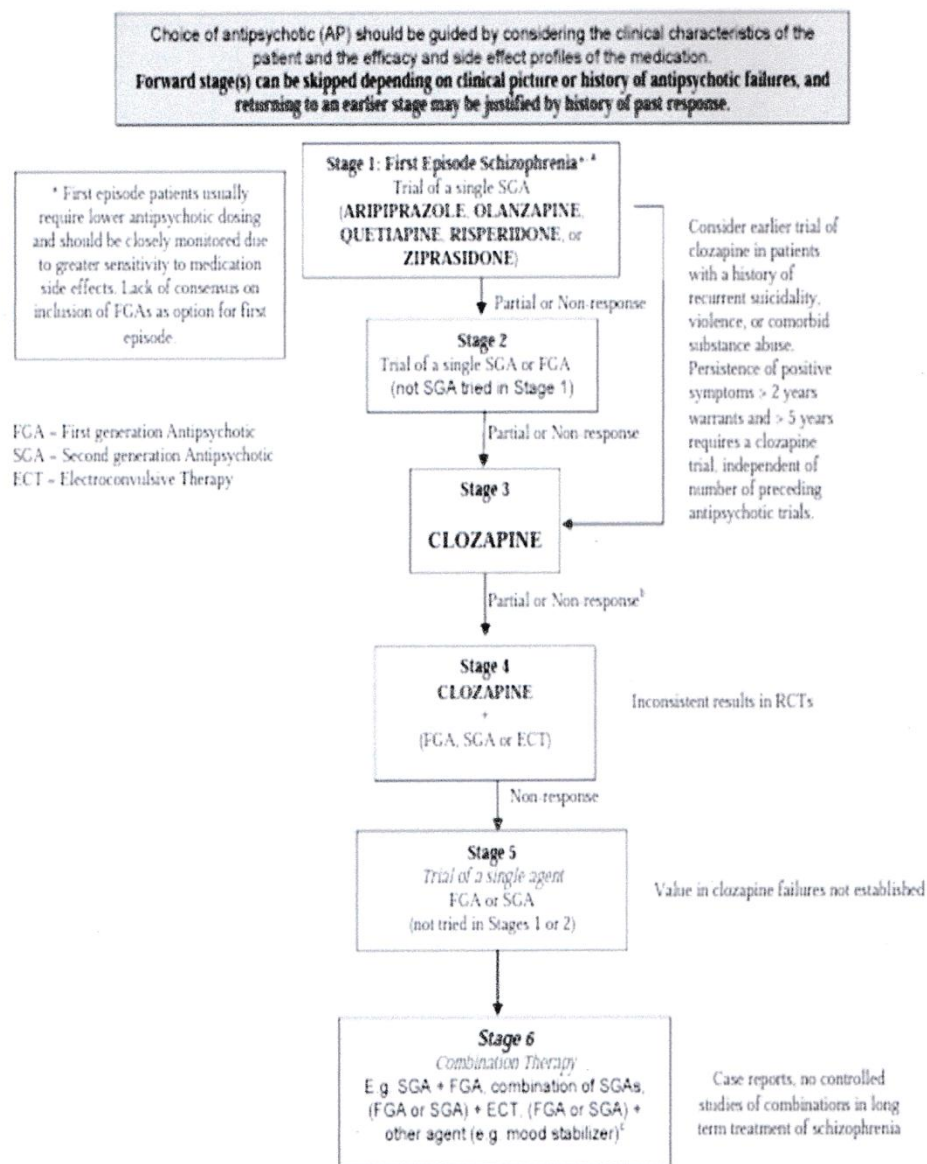 Choice of antipsychotic (AP) should be guided by considering the clinical characteristics of the
patient and the efficacy and side effect profiles of the medication.
Forward stage(s) can be skipped depending on clinical picture or history of antipsychotic failures, and
returning to an earlier stage may be justified by history of past response.
Stage 1: First Episode Schizophrenia* a
Trial of a single SGA
(ARIPIPRAZOLE, OLANZAPINE,
QUETIAPINE, RISPERIDONE, or
ZIPRASIDONE)
* First episode patients usually
require lower antipsychotic dosing
and should be closely monitored due
to greater sensitivity to medication
side effects. Lack of consensus on
inclusion of FGAs as option for first
episode.
Consider earlier trial of
clozapine in patients
with a history of
recurrent suicidality,
violence, or comorbid
substance abuse.
Persistence of positive
symptoms > 2 years
warrants and > 5 years
requires a clozapine
trial, independent of
number of preceding
antipsychotic trials.
Partial or Non-response
Stage 2
Trial of a single SGA or FGA
(not SGA tried in Stage 1)
FGA – First generation Antipsychotic
SGA – Second generation Antipsychotic
ECT – Electroconvulsive Therapy
Partial or Non-response
Stage 3
CLOZAPINE
Partial or Non-response b
Stage 4
CLOZAPINE
+
(FGA, SGA or ECT)
Inconsistent results in RCTs
Non-response
Stage 5
Trial of a single agent
FGA or SGA
(not tried in Stages 1 or 2)
Value in clozapine failures not established
Stage 6
Combination Therapy
E.g. SGA + FGA, combination of SGAs,
(FGA or SGA) + ECT, (FGA or SGA) +
other agent (e.g. mood stabilizer) c
Case reports, no controlled
studies of combinations in long
term treatment of schizophrenia